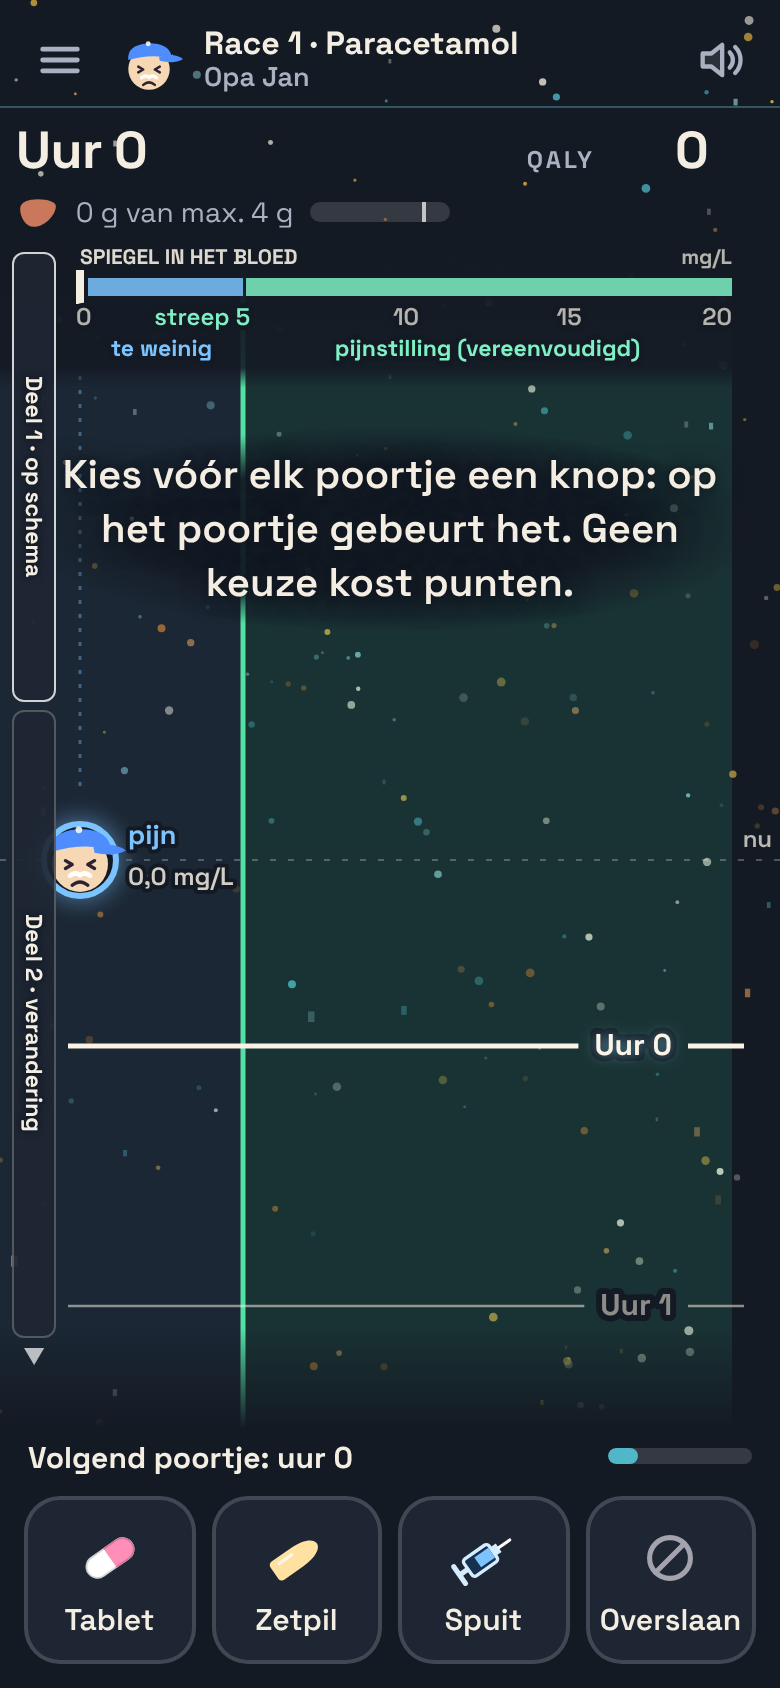 Race 1 · Paracetamol
Opa Jan
Uur 0
QALY 0
0 g van max. 4 g
SPIEGEL IN HET BLOED mg/L
0 streep 5 10 15 20
te weinig pijnstilling (vereenvoudigd)
Deel 1 · op schema
Kies vóór elk poortje een knop: op
het poortje gebeurt het. Geen
keuze kost punten.
pijn
0,0 mg/L
nu
Deel 2 · verandering
Uur 0
Uur 1
Volgend poortje: uur 0
Tablet
Zetpil
Spuit
Overslaan